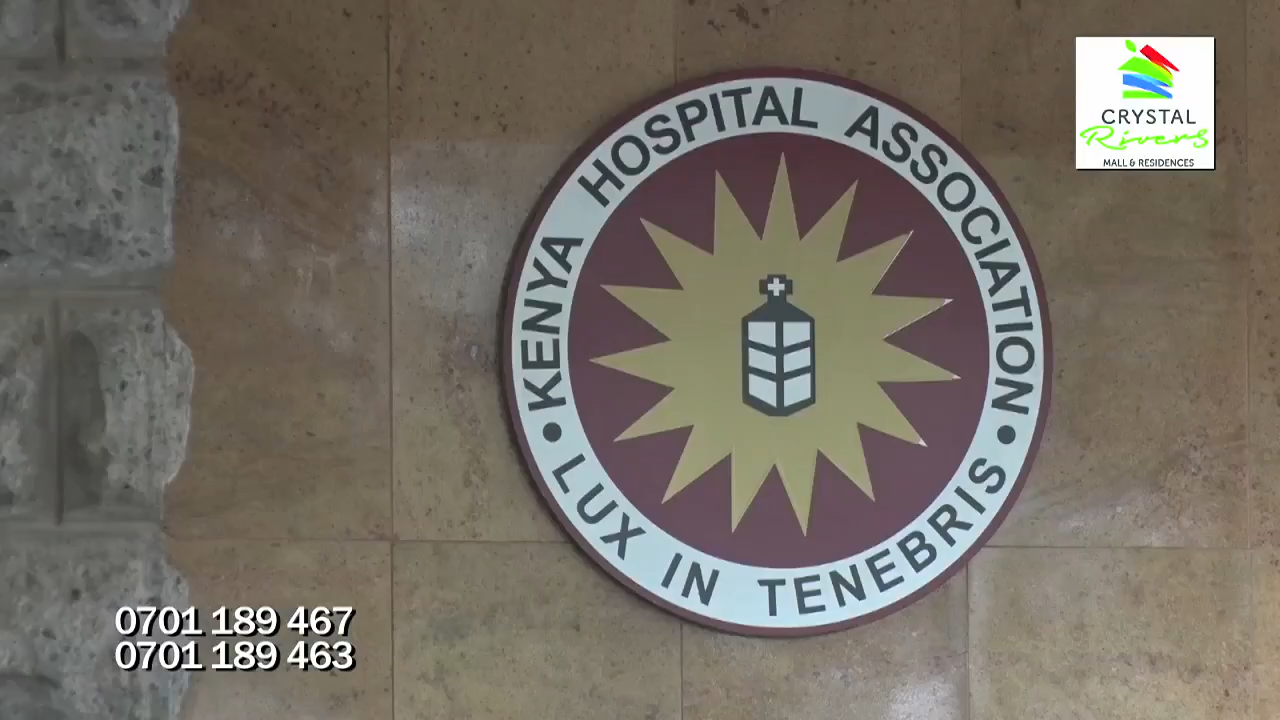 KENYA HOSPITAL ASSOCIATION
LUX IN TENEBRIS
CRYSTAL
Rivers
MALL & RESIDENCES
0701 189 467
0701 189 463